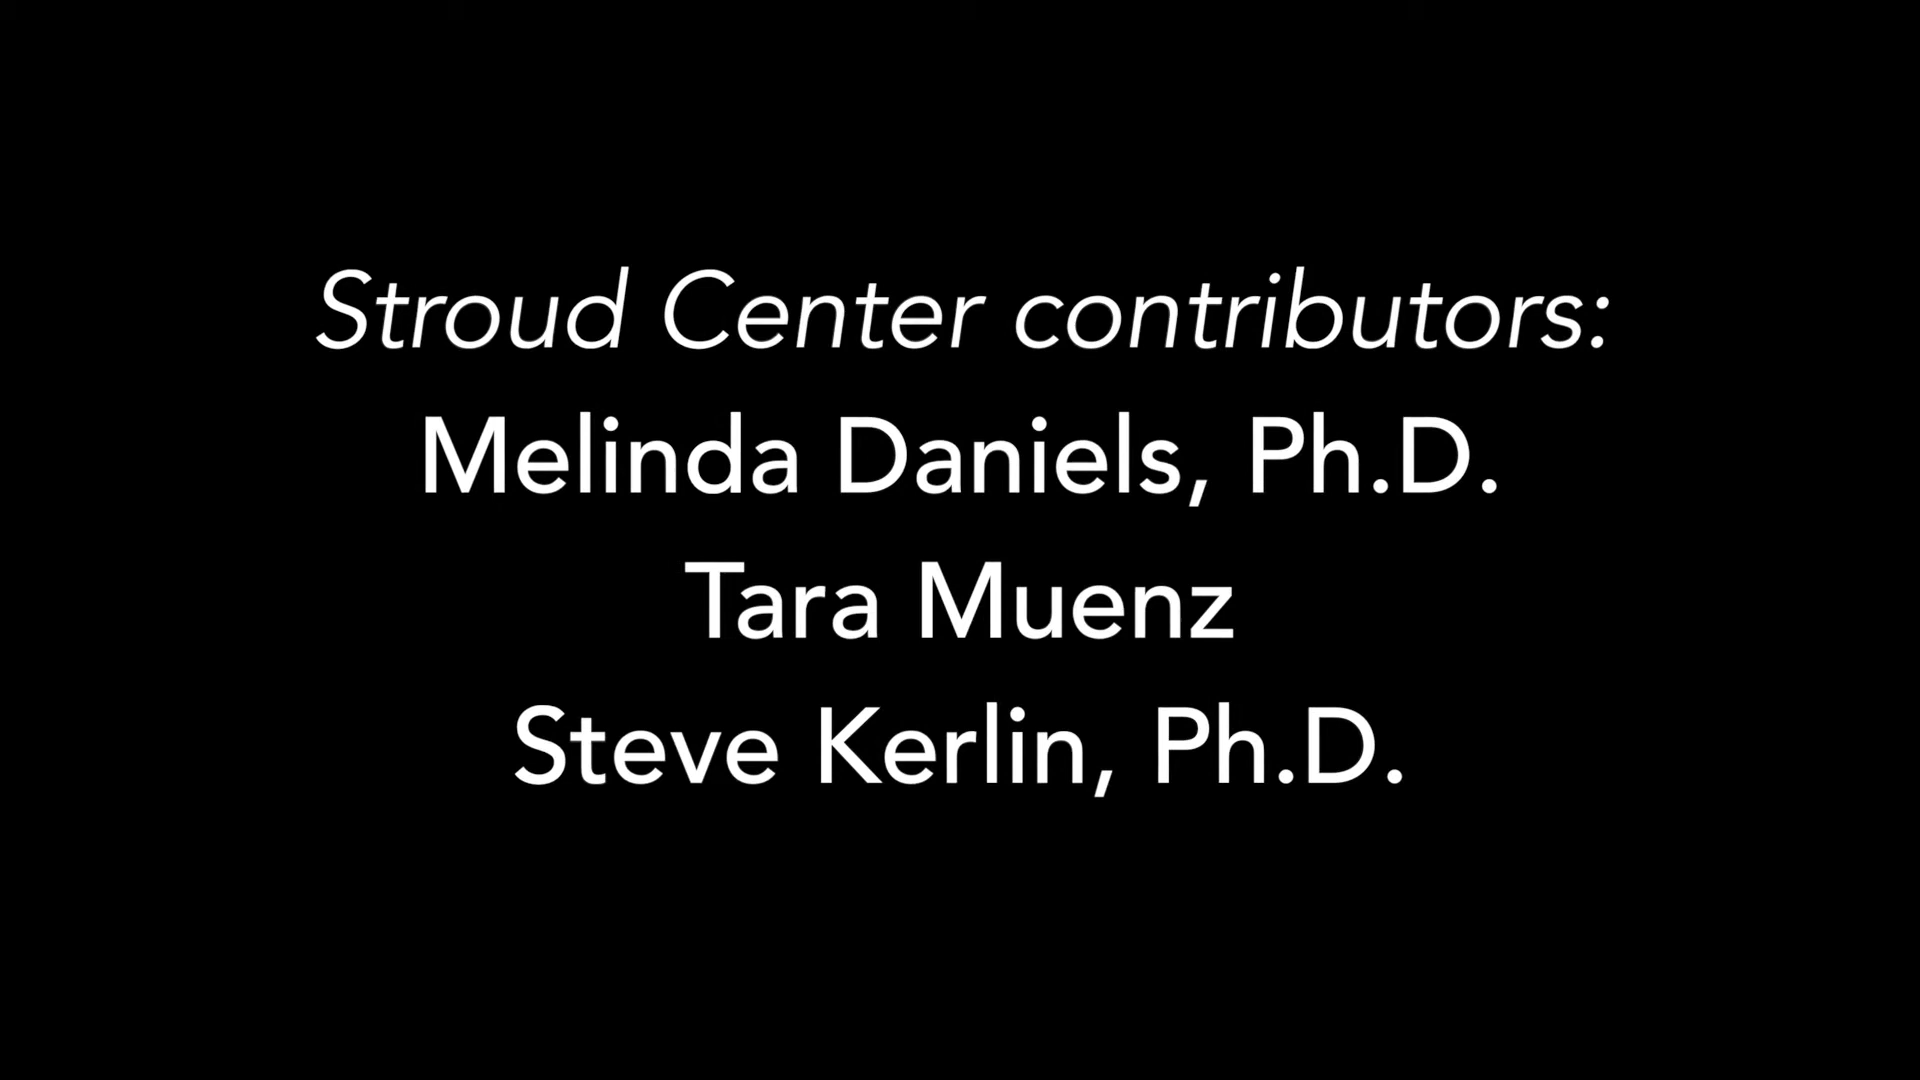 Stroud Center contributors:
Melinda Daniels, Ph.D.
Tara Muenz
Steve Kerlin, Ph.D.